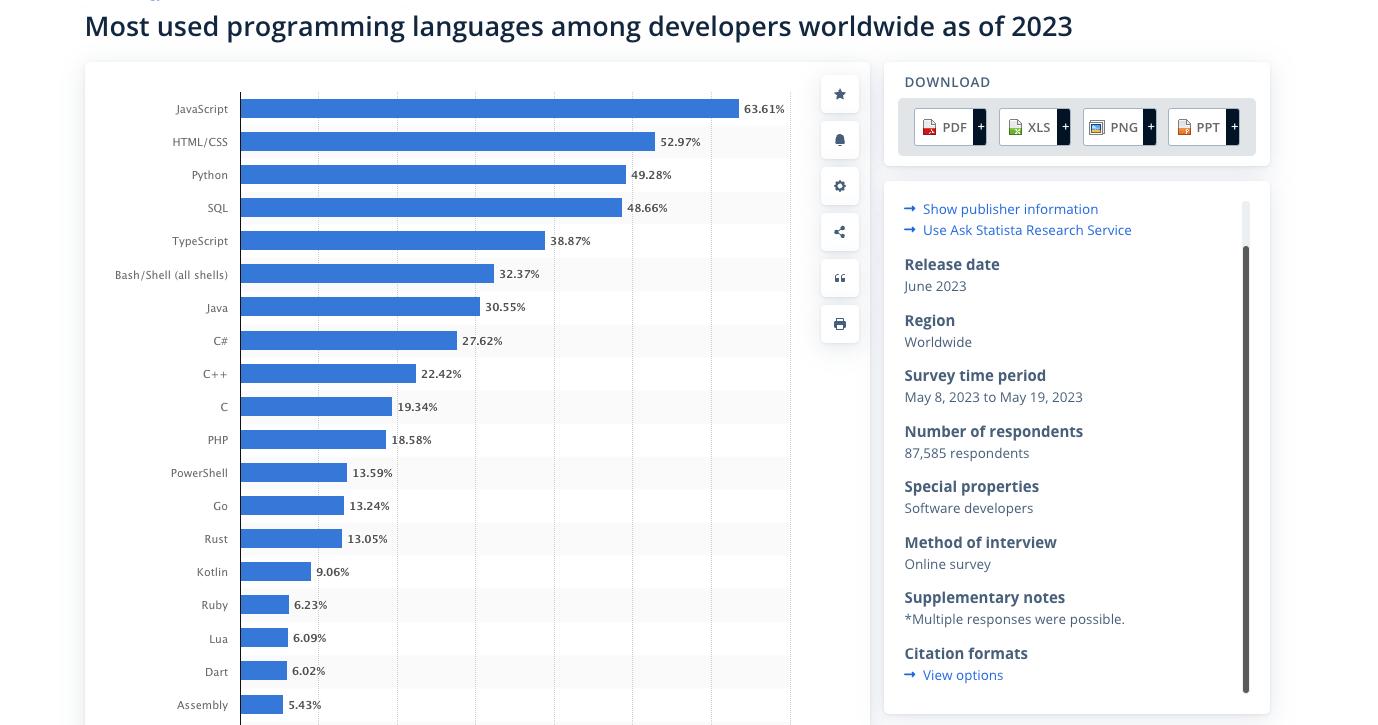 Most used programming languages among developers worldwide as of 2023
JavaScript 63.61%
HTML/CSS 52.97%
Python 49.28%
SQL 48.66%
TypeScript 38.87%
Bash/Shell (all shells) 32.37%
Java 30.55%
C# 27.62%
C++ 22.42%
C 19.34%
PHP 18.58%
PowerShell 13.59%
Go 13.24%
Rust 13.05%
Kotlin 9.06%
Ruby 6.23%
Lua 6.09%
Dart 6.02%
Assembly 5.43%
DOWNLOAD
PDF + XLS + PNG + PPT +
→ Show publisher information
→ Use Ask Statista Research Service
Release date
June 2023
Region
Worldwide
Survey time period
May 8, 2023 to May 19, 2023
Number of respondents
87,585 respondents
Special properties
Software developers
Method of interview
Online survey
Supplementary notes
*Multiple responses were possible.
Citation formats
→ View options